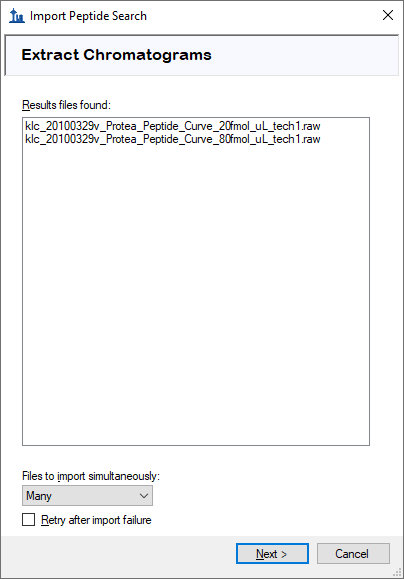 Import Peptide Search
Extract Chromatograms
Results files found:
klc_20100329v_Protea_Peptide_Curve_20fmol_uL_tech1.raw
klc_20100329v_Protea_Peptide_Curve_80fmol_uL_tech1.raw
Files to import simultaneously:
Many
Retry after import failure
Next >
Cancel